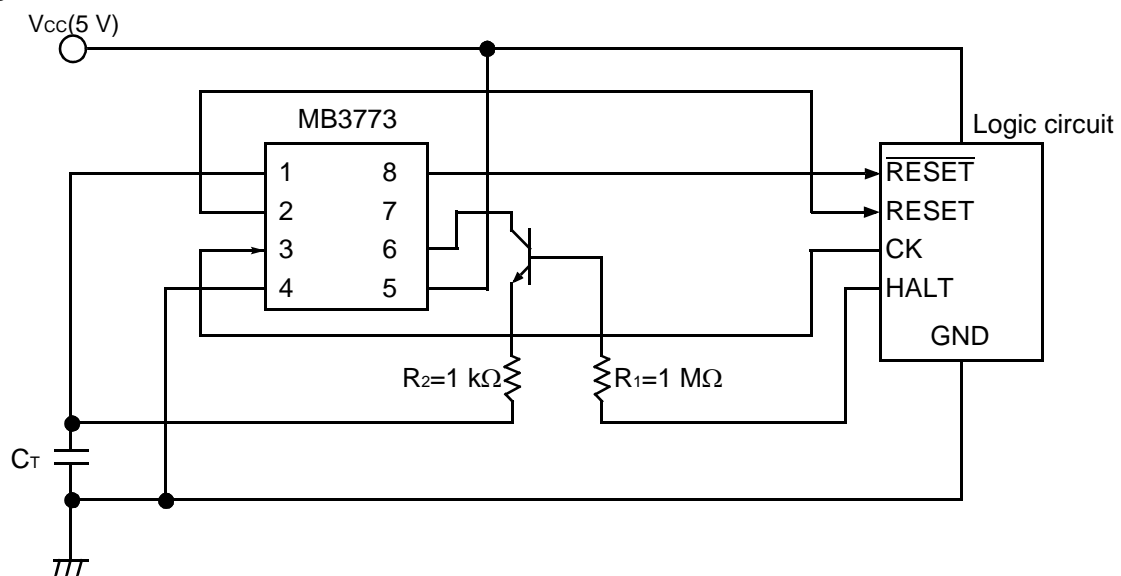 VCC(5 V)
MB3773
Logic circuit
1 8
2 7
3 6
4 5
RESET
RESET
CK
HALT
GND
R2=1 kΩ
R1=1 MΩ
CT